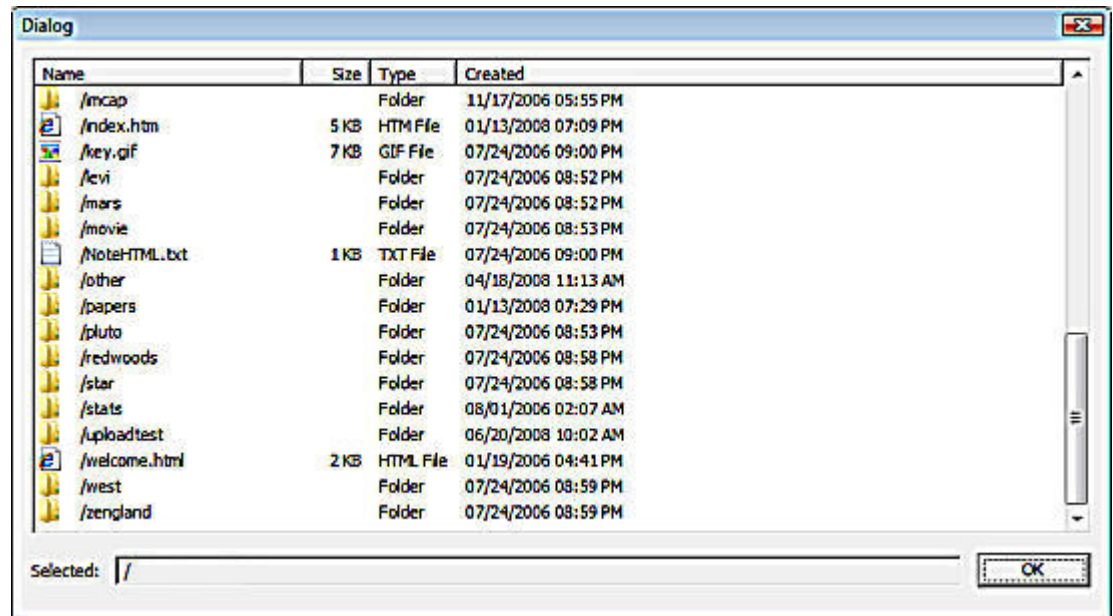 Dialog
Name Size Type Created
/mcap Folder 11/17/2006 05:55 PM
/index.htm 5 KB HTM File 01/13/2008 07:09 PM
/key.gif 7 KB GIF File 07/24/2006 09:00 PM
/levi Folder 07/24/2006 08:52 PM
/mars Folder 07/24/2006 08:52 PM
/movie Folder 07/24/2006 08:53 PM
/NoteHTML.txt 1 KB TXT File 07/24/2006 09:00 PM
/other Folder 04/18/2008 11:13 AM
/papers Folder 01/13/2008 07:29 PM
/pluto Folder 07/24/2006 08:53 PM
/redwoods Folder 07/24/2006 08:58 PM
/star Folder 07/24/2006 08:58 PM
/stats Folder 08/01/2006 02:07 AM
/uploadtest Folder 06/20/2008 10:02 AM
/welcome.html 2 KB HTML File 01/19/2006 04:41 PM
/west Folder 07/24/2006 08:59 PM
/zengland Folder 07/24/2006 08:59 PM
Selected: / OK